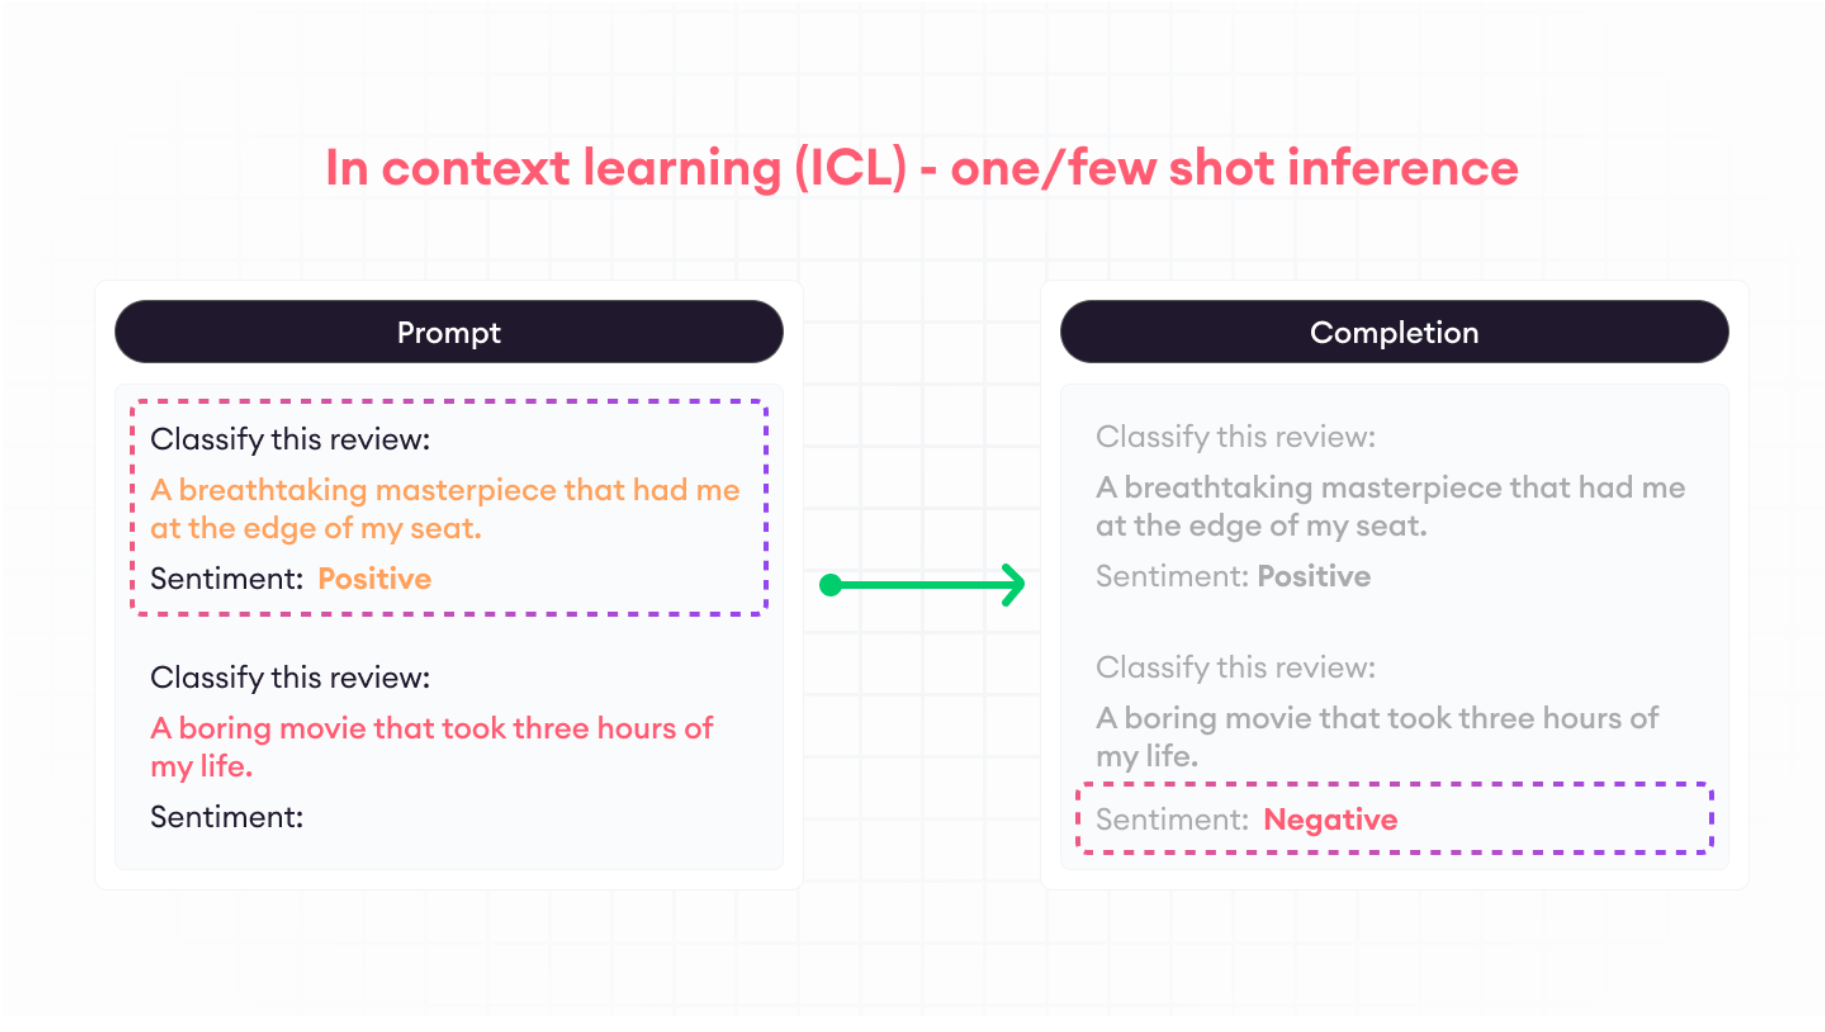 In context learning (ICL) - one/few shot inference
Prompt
Classify this review:
A breathtaking masterpiece that had me
at the edge of my seat.
Sentiment: Positive
Classify this review:
A boring movie that took three hours of
my life.
Sentiment:
Completion
Classify this review:
A breathtaking masterpiece that had me
at the edge of my seat.
Sentiment: Positive
Classify this review:
A boring movie that took three hours of
my life.
Sentiment: Negative